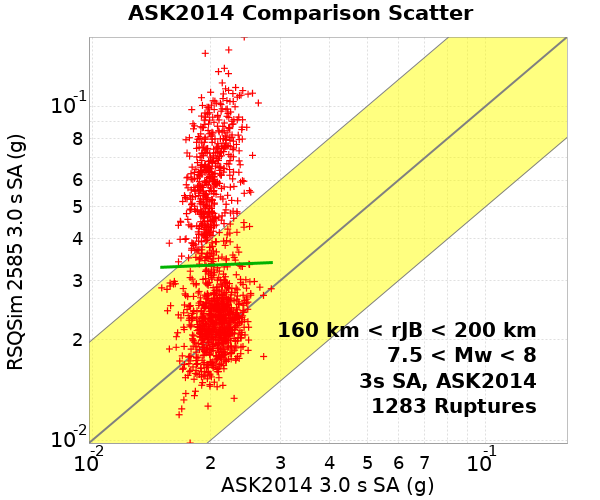 ASK2014 Comparison Scatter
RSQSim 2585 3.0 s SA (g)
10-1
8
6
5
4
3
2
10-2
160 km < rJB < 200 km
7.5 < Mw < 8
3s SA, ASK2014
1283 Ruptures
10-2 2 3 4 5 6 7 10-1
ASK2014 3.0 s SA (g)